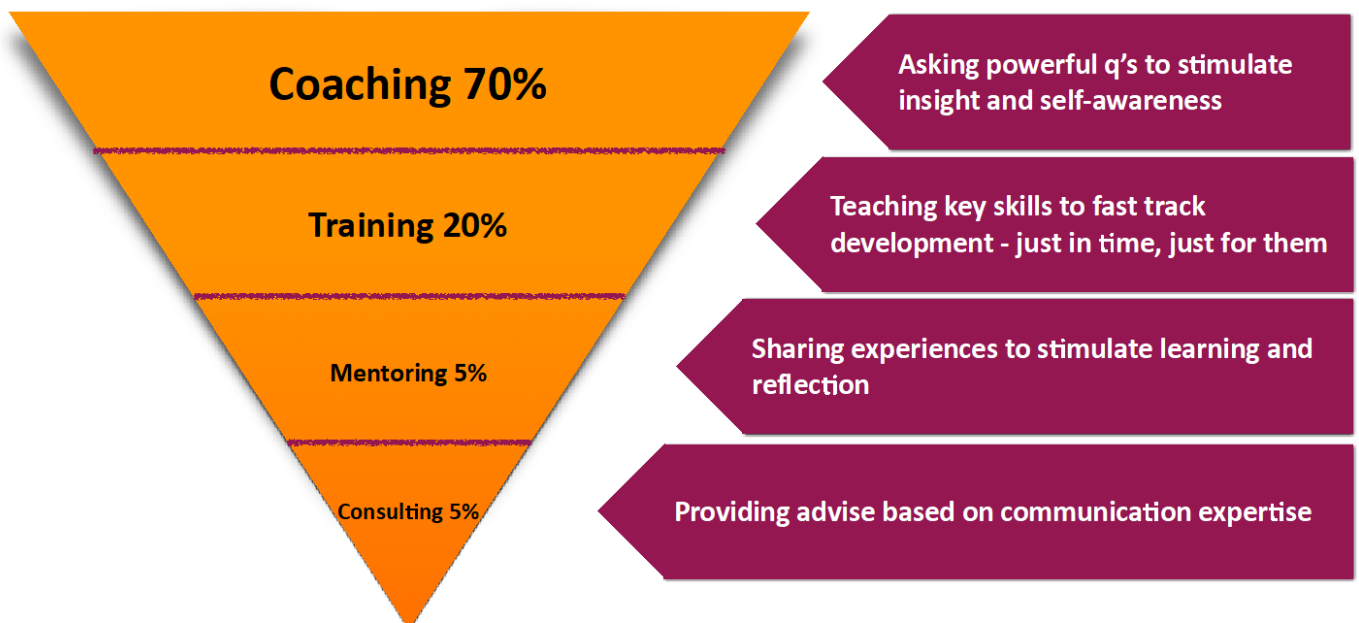 Coaching 70%
Asking powerful q’s to stimulate
insight and self-awareness
Training 20%
Teaching key skills to fast track
development - just in time, just for them
Mentoring 5%
Sharing experiences to stimulate learning and
reflection
Consulting 5%
Providing advise based on communication expertise